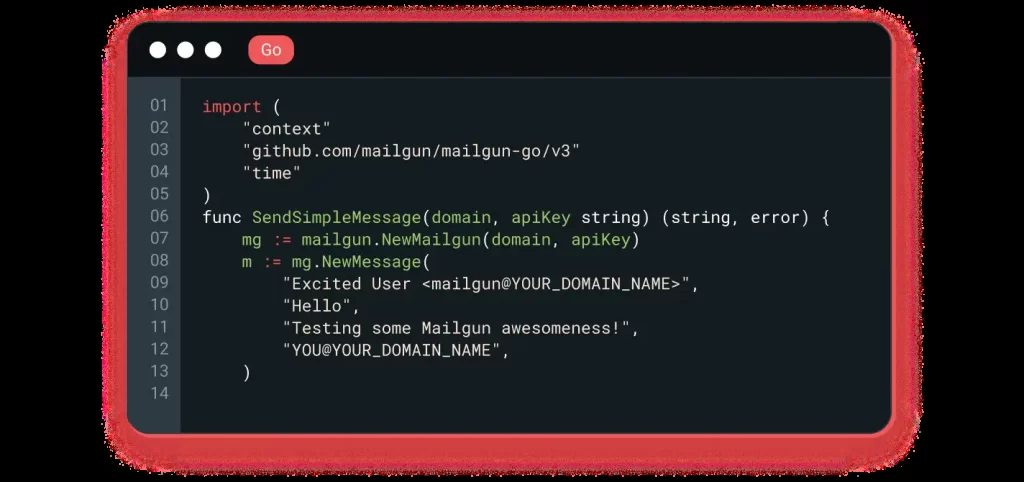 Go
01 import (
02 "context"
03 "github.com/mailgun/mailgun-go/v3"
04 "time"
05 )
06 func SendSimpleMessage(domain, apiKey string) (string, error) {
07 mg := mailgun.NewMailgun(domain, apiKey)
08 m := mg.NewMessage(
09 "Excited User <mailgun@YOUR_DOMAIN_NAME>",
10 "Hello",
11 "Testing some Mailgun awesomeness!",
12 "YOU@YOUR_DOMAIN_NAME",
13 )
14